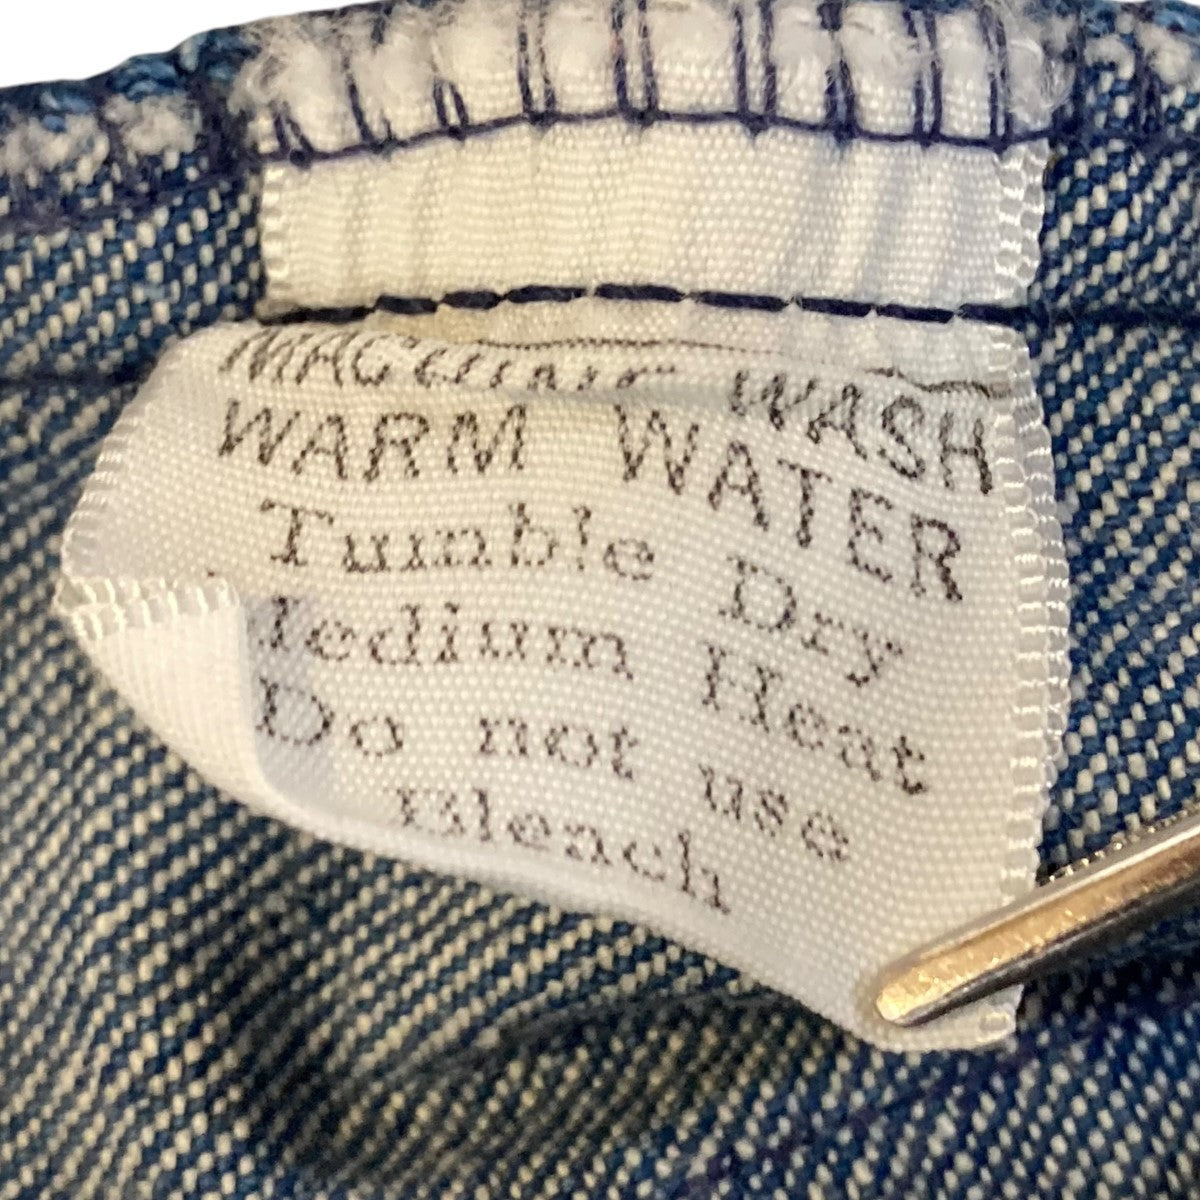 MACHINE WASH
WARM WATER
Tumble Dry
Medium Heat
Do not use
Bleach